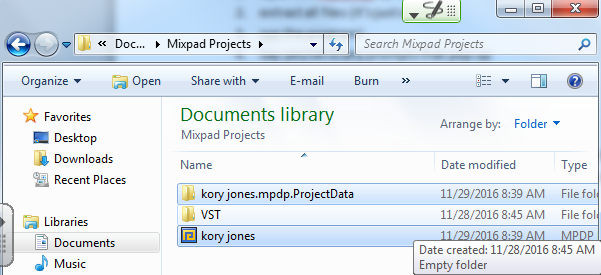 Doc... ▸ Mixpad Projects ▸
Search Mixpad Projects
Organize Open Share with E-mail Burn »
Favorites
Desktop
Downloads
Recent Places
Libraries
Documents
Music
Documents library
Mixpad Projects
Arrange by: Folder
Name Date modified Type
kory jones.mpdp.ProjectData 11/29/2016 8:39 AM File fold
VST 11/28/2016 8:45 AM File fold
kory jones 11/29/2016 8:39 AM MPDP
Date created: 11/28/2016 8:45 AM
Empty folder